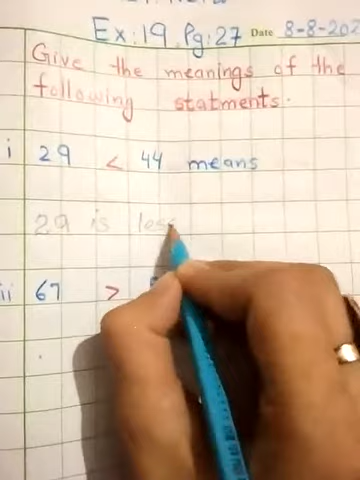 Ex:19 Pg:27 Date 8-8-202
Give the meanings of the
following statments.
i 29 < 44 means
29 is less
ii 67 >